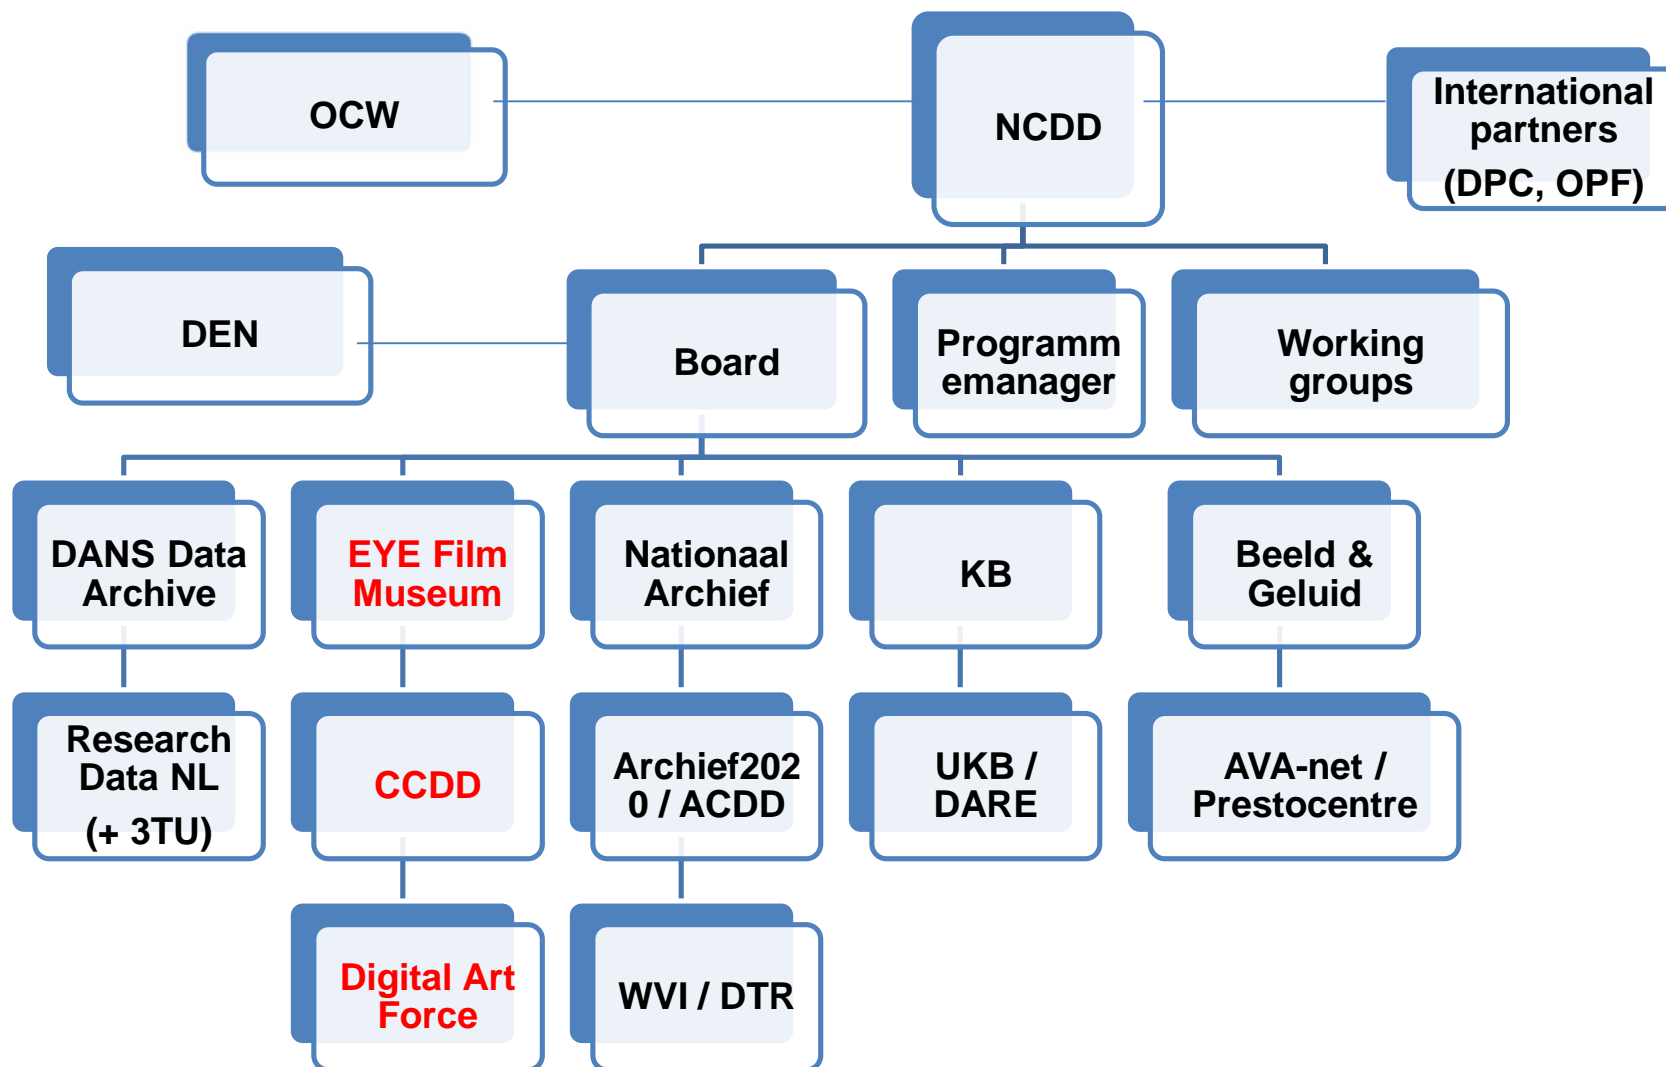 OCW
NCDD
International
partners
(DPC, OPF)
DEN
Board
Programm
emanager
Working
groups
DANS Data
Archive
EYE Film
Museum
Nationaal
Archief
KB
Beeld &
Geluid
Research
Data NL
(+ 3TU)
CCDD
Archief202
0 / ACDD
UKB /
DARE
AVA-net /
Prestocentre
Digital Art
Force
WVI / DTR